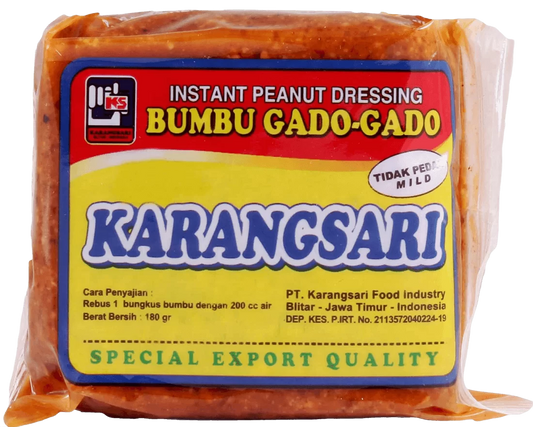 KS
KARANGSARI
INSTANT PEANUT DRESSING
BUMBU GADO-GADO
TIDAK PEDAS
MILD
KARANGSARI
Cara Penyajian :
Rebus 1 bungkus bumbu dengan 200 cc air
Berat Bersih : 180 gr
PT. Karangsari Food industry
Blitar - Jawa Timur - Indonesia
DEP. KES. P.IRT. No. 2113572040224-19
SPECIAL EXPORT QUALITY